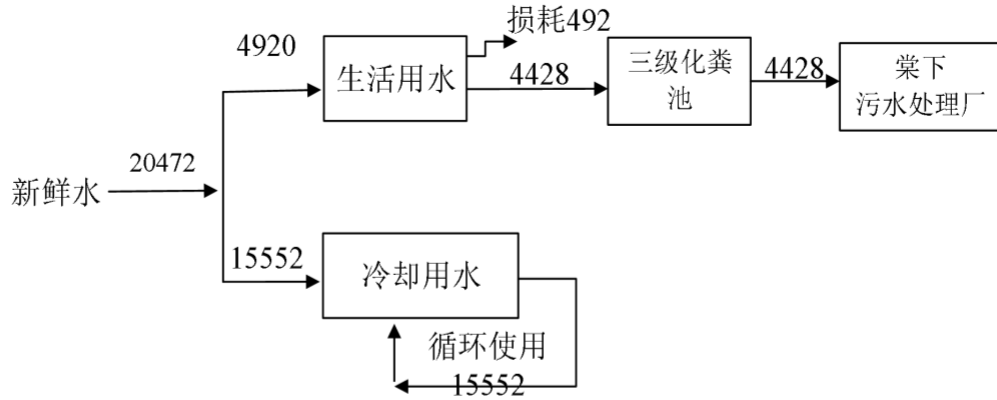 损耗492
4920
生活用水
4428
三级化粪
池
4428
棠下
污水处理厂
新鲜水
20472
15552
冷却用水
循环使用
15552